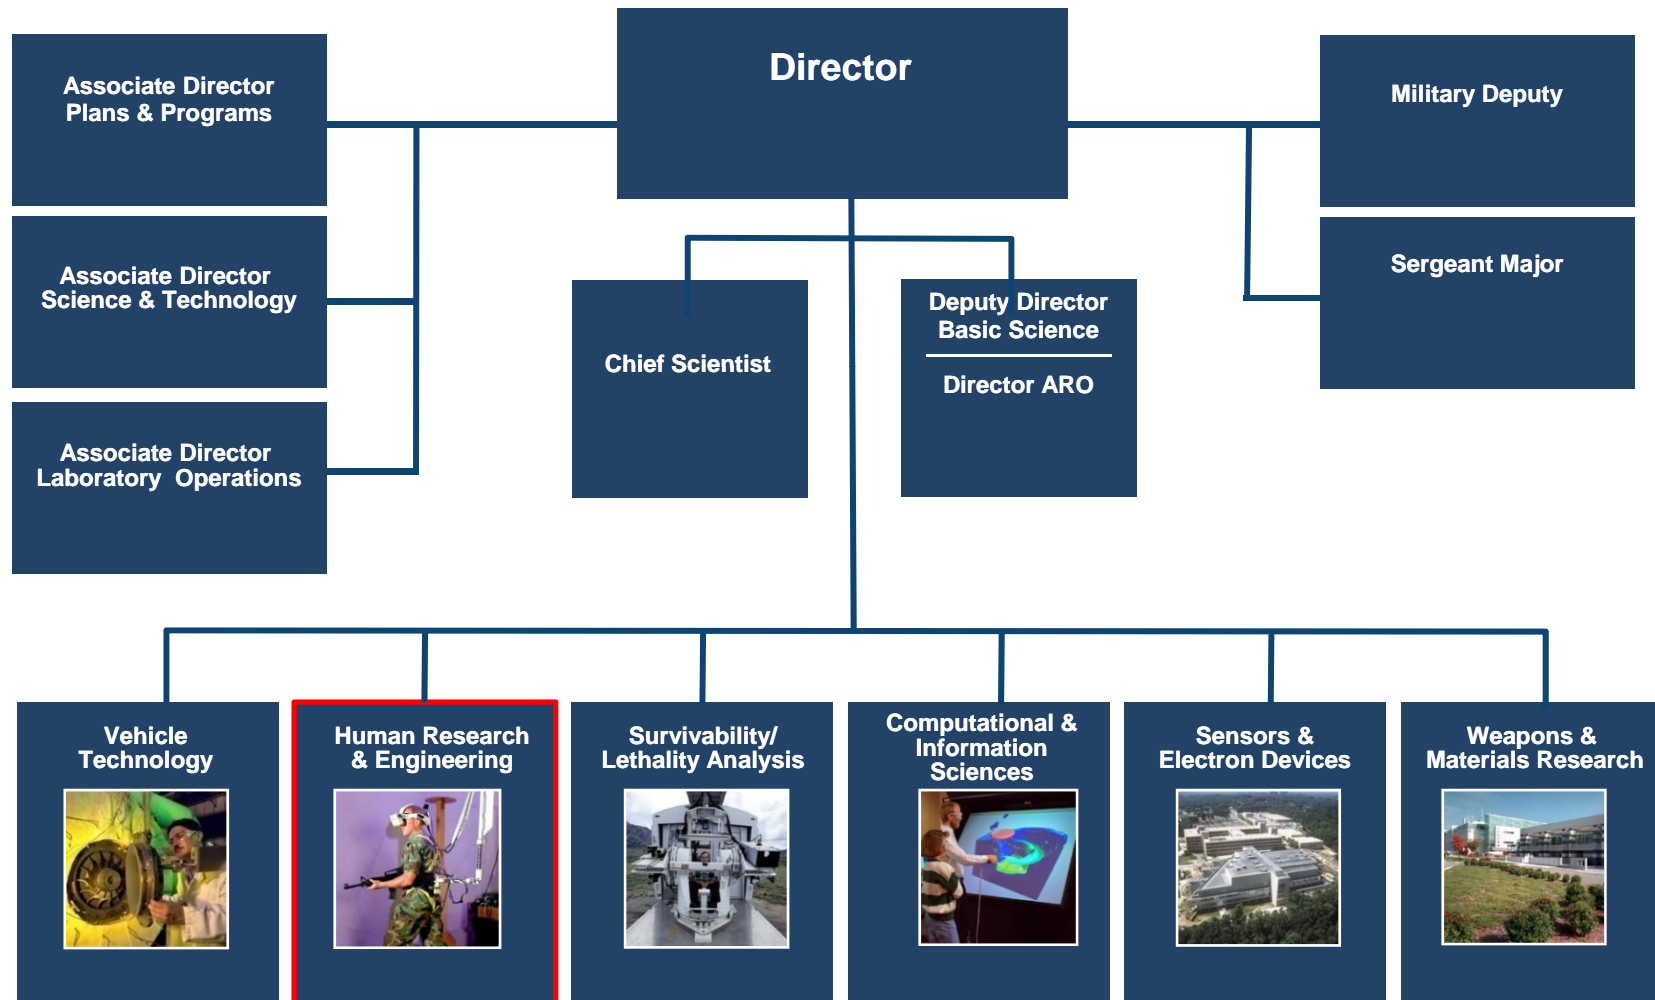 Director
Associate Director
Plans & Programs
Military Deputy
Associate Director
Science & Technology
Sergeant Major
Chief Scientist
Deputy Director
Basic Science
Director ARO
Associate Director
Laboratory Operations
Vehicle
Technology
Human Research
& Engineering
Survivability/
Lethality Analysis
Computational &
Information
Sciences
Sensors &
Electron Devices
Weapons &
Materials Research